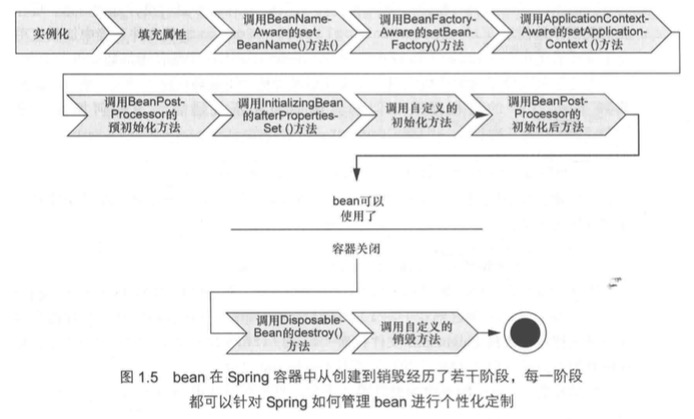 实例化
填充属性
调用BeanName-
Aware的set-
BeanName()方法()
调用BeanFactory-
Aware的setBean-
Factory()方法
调用ApplicationContext-
Aware的setApplication-
Context ()方法
调用BeanPost-
Processor的
预初始化方法
调用InitializingBean
的afterProperties-
Set ()方法
调用自定义的
初始化方法
调用BeanPost-
Processor的
初始化后方法
bean可以
使用了
容器关闭
调用Disposable-
Bean的destroy()
方法
调用自定义的
销毁方法
图 1.5 bean 在 Spring 容器中从创建到销毁经历了若干阶段，每一阶段
都可以针对 Spring 如何管理 bean 进行个性化定制